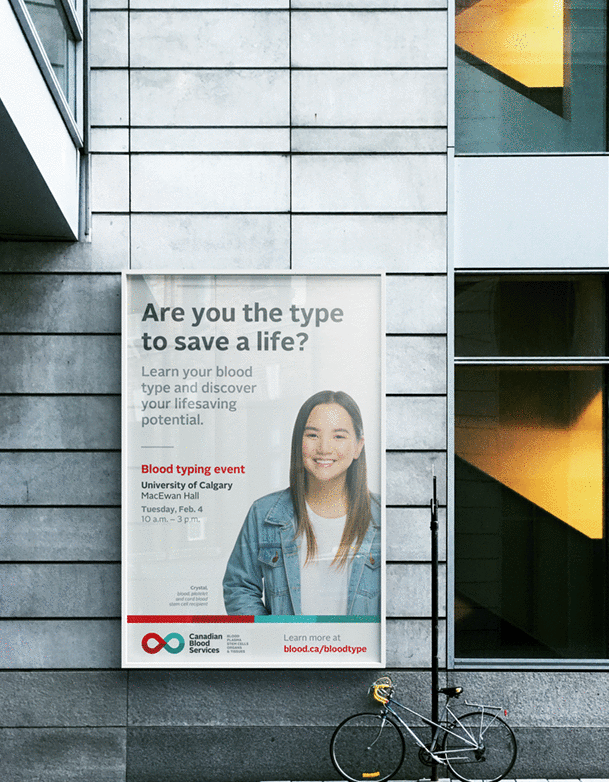 Are you the type
to save a life?
Learn your blood
type and discover
your lifesaving
potential.
Blood typing event
University of Calgary
MacEwan Hall
Tuesday, Feb. 4
10 a.m. – 3 p.m.
Crystal,
blood, platelet
and cord blood
stem cell recipient
Canadian
Blood
Services
BLOOD
PLASMA
STEM CELLS
ORGANS
& TISSUES
Learn more at
blood.ca/bloodtype